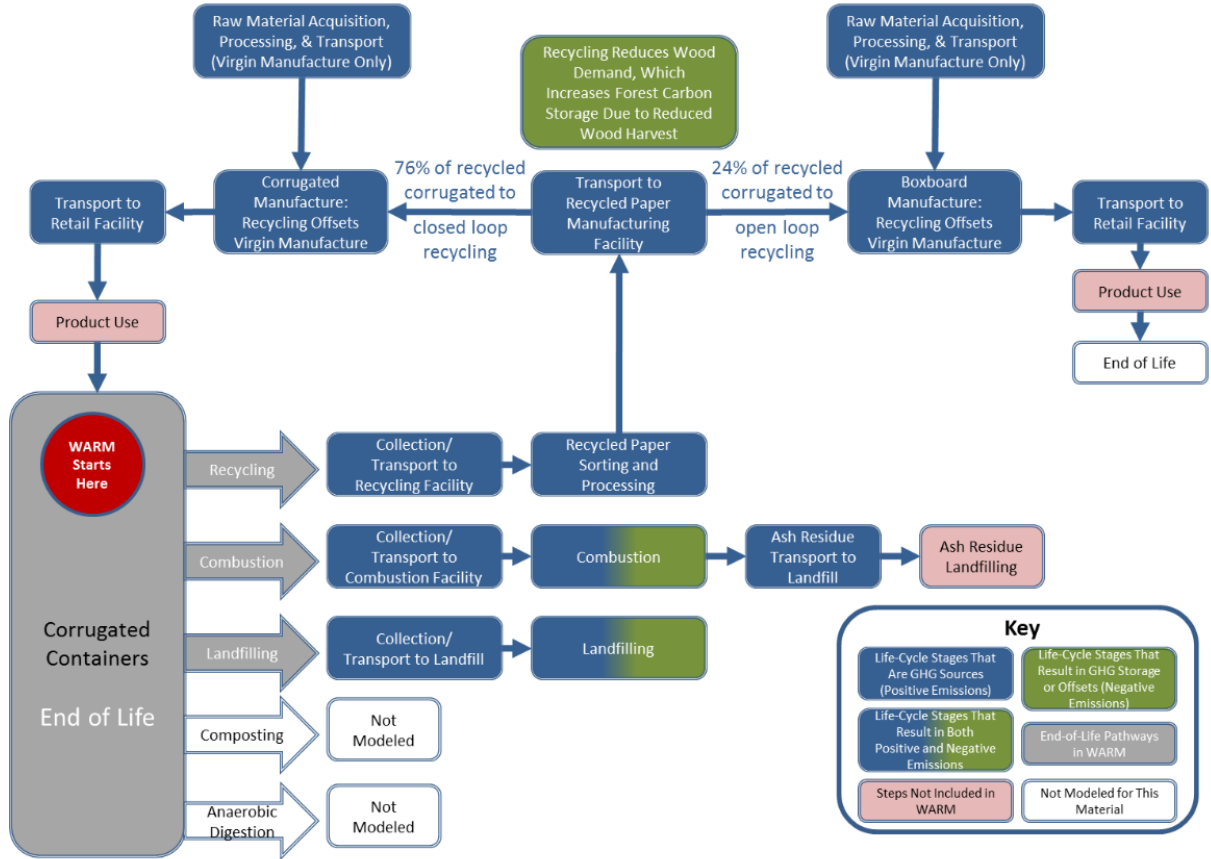 Raw Material Acquisition,
Processing, & Transport
(Virgin Manufacture Only)
Recycling Reduces Wood
Demand, Which
Increases Forest Carbon
Storage Due to Reduced
Wood Harvest
Raw Material Acquisition,
Processing, & Transport
(Virgin Manufacture Only)
Transport to
Retail Facility
Corrugated
Manufacture:
Recycling Offsets
Virgin Manufacture
76% of recycled
corrugated to
closed loop
recycling
Transport to
Recycled Paper
Manufacturing
Facility
24% of recycled
corrugated to
open loop
recycling
Boxboard
Manufacture:
Recycling Offsets
Virgin Manufacture
Transport to
Retail Facility
Product Use
Product Use
End of Life
WARM
Starts
Here
Corrugated
Containers
End of Life
Recycling
Collection/
Transport to
Recycling Facility
Recycled Paper
Sorting and
Processing
Combustion
Collection/
Transport to
Combustion Facility
Combustion
Ash Residue
Transport to
Landfill
Ash Residue
Landfilling
Landfilling
Collection/
Transport to Landfill
Landfilling
Composting
Not
Modeled
Anaerobic
Digestion
Not
Modeled
Key
Life-Cycle Stages That
Are GHG Sources
(Positive Emissions)
Life-Cycle Stages That
Result in GHG Storage
or Offsets (Negative
Emissions)
Life-Cycle Stages That
Result in Both
Positive and Negative
Emissions
End-of-Life Pathways
in WARM
Steps Not Included in
WARM
Not Modeled for This
Material